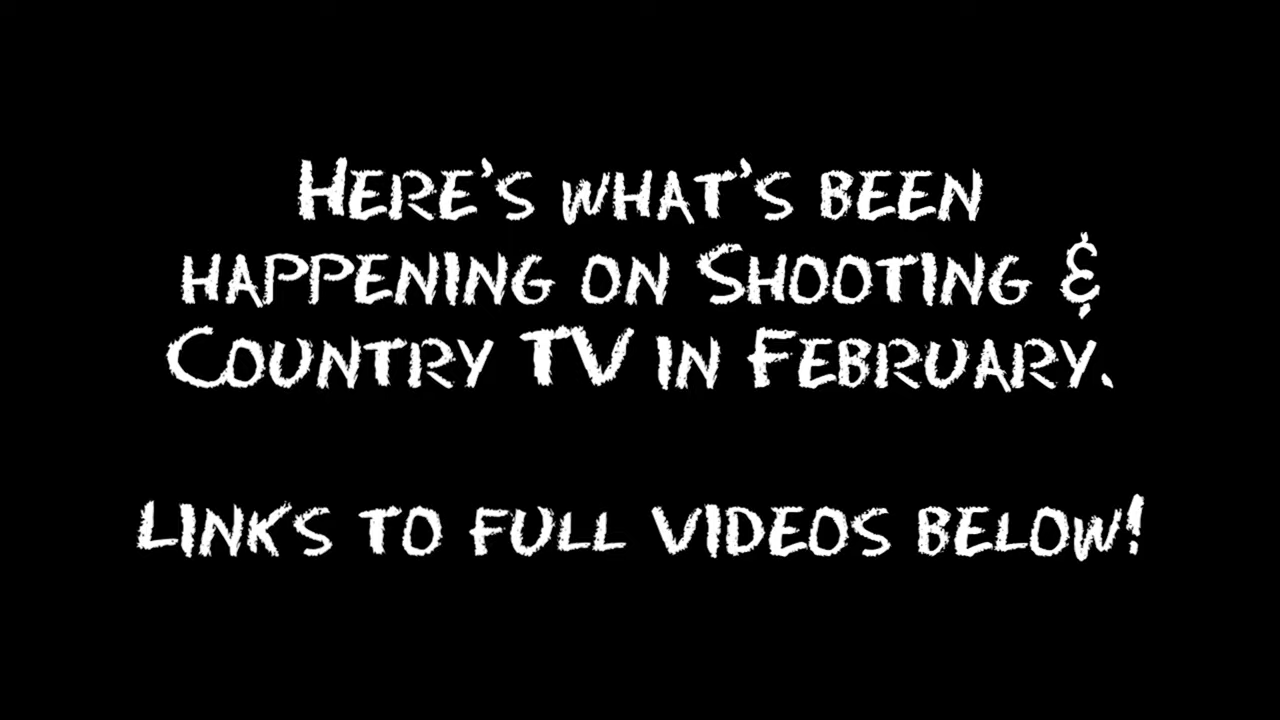 Here's what's been
happening on Shooting &
Country TV in February.
Links to full videos below!